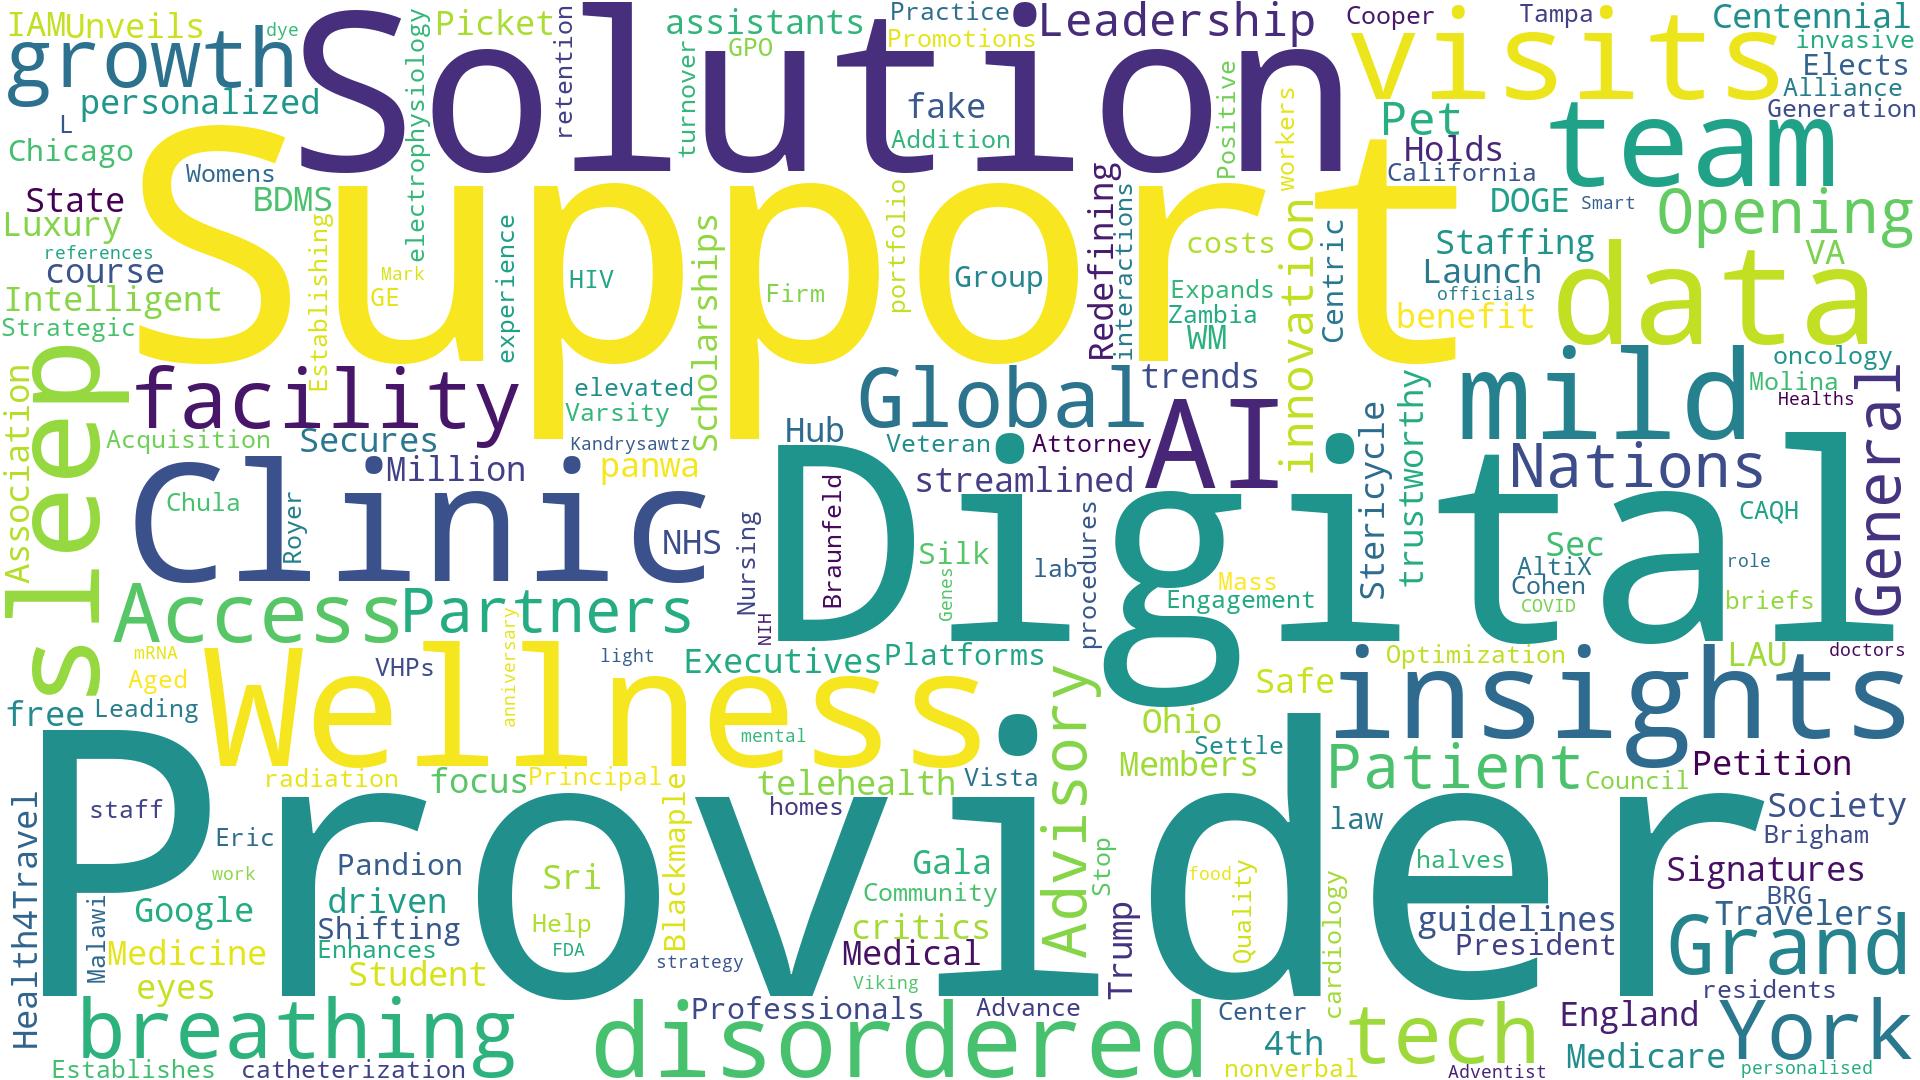 IAM
Unveils
dye
growth
personalized
L
Chicago
electrophysiology
Picket
retention
assistants
GPO
turnover
Practice
Promotions
Leadership
Solution
fake
Addition
Positive
workers
Cooper
Tampa
visits
Centennial
invasive
Elects
Alliance
Generation
Pet
Holds
California
team
Womens
BDMS
State
Luxury
references
course
Intelligent
Strategic
Support
Establishing
Mark
GE
experience
HIV
Scholarships
Firm
portfolio
Group
Redefining
interactions
costs
Expands
Zambia
WM
innovation
Centric
DOGE
Smart
Staffing
Launch
officials
benefit
Opening
VA
data
sleep
Association
facility
Acquisition
Secures
elevated
Varsity
Kandrysawtz
Million
panwa
Global
trends
Hub
Veteran
Attorney
streamlined
AI
mild
oncology
Molina
Healths
General
Nations
Stericycle
trustworthy
Clinic
Chula
Royer
NHS
Nursing
Braunfeld
Digital
Silk
Genes
lab
procedures
Mass
Engagement
Sec
AltiX
Cohen
COVID
CAQH
role
briefs
Access
Partners
NIH
mRNA
Aged
VHPs
anniversary
light
Executives
Platforms
Optimization
LAU
doctors
free
Leading
Wellness
mental
Advisory
Safe
Ohio
Settle
Members
insights
radiation
focus
Principal
telehealth
Vista
homes
Patient
Council
Petition
Health4Travel
staff
Eric
work
Provider
Pandion
driven
Google
Shifting
Enhances
Malawi
Medicine
eyes
Student
Sri
Help
FDA
Blackmaple
strategy
Gala
Community
critics
Medical
Viking
Stop
Trump
food
Quality
cardiology
law
halves
guidelines
President
Society
Brigham
Signatures
BRG
Travelers
Grand
residents
breathing
Establishes
catheterization
disordered
Professionals
Advance
Center
4th
nonverbal
tech
Adventist
England
Medicare
York
personalised